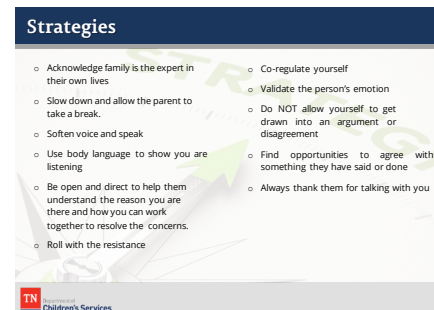 Strategies
○ Acknowledge family is the expert in
their own lives
○ Slow down and allow the parent to
take a break.
○ Soften voice and speak
○ Use body language to show you are
listening
○ Be open and direct to help them
understand the reason you are
there and how you can work
together to resolve the concerns.
○ Roll with the resistance
○ Co-regulate yourself
○ Validate the person's emotion
○ Do NOT allow yourself to get
drawn into an argument or
disagreement
○ Find opportunities to agree with
something they have said or done
○ Always thank them for talking with you
STRATEG
TN
Department of
Children's Services